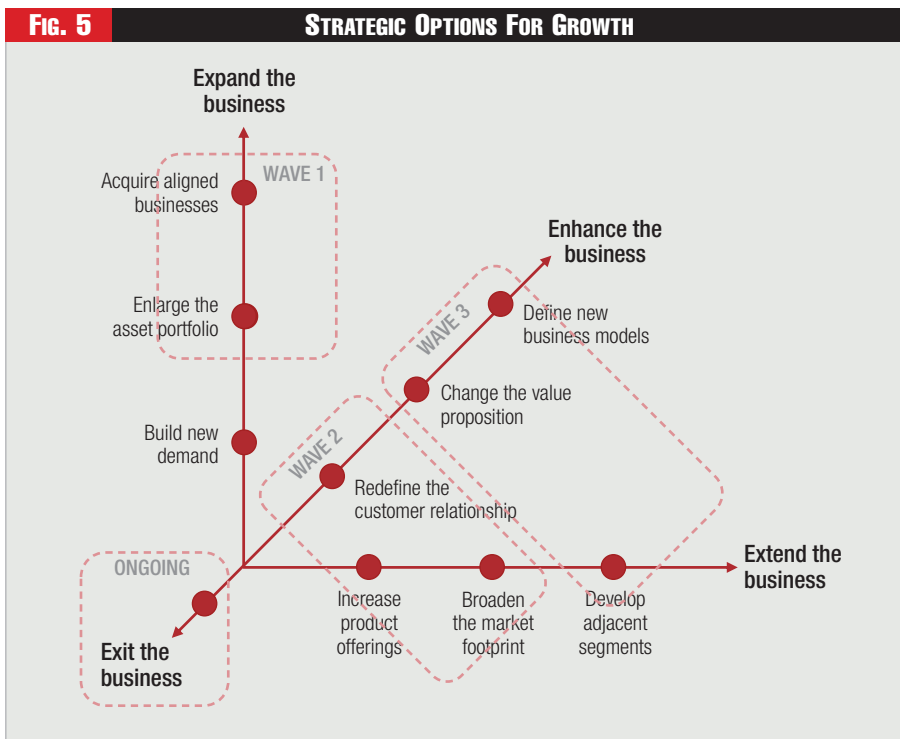 FIG. 5
STRATEGIC OPTIONS FOR GROWTH
Expand the
business
WAVE 1
Acquire aligned
businesses
Enlarge the
asset portfolio
Build new
demand
Enhance the
business
WAVE 3
Define new
business models
Change the value
proposition
WAVE 2
Redefine the
customer relationship
ONGOING
Exit the
business
Increase
product
offerings
Broaden
the market
footprint
Develop
adjacent
segments
Extend the
business